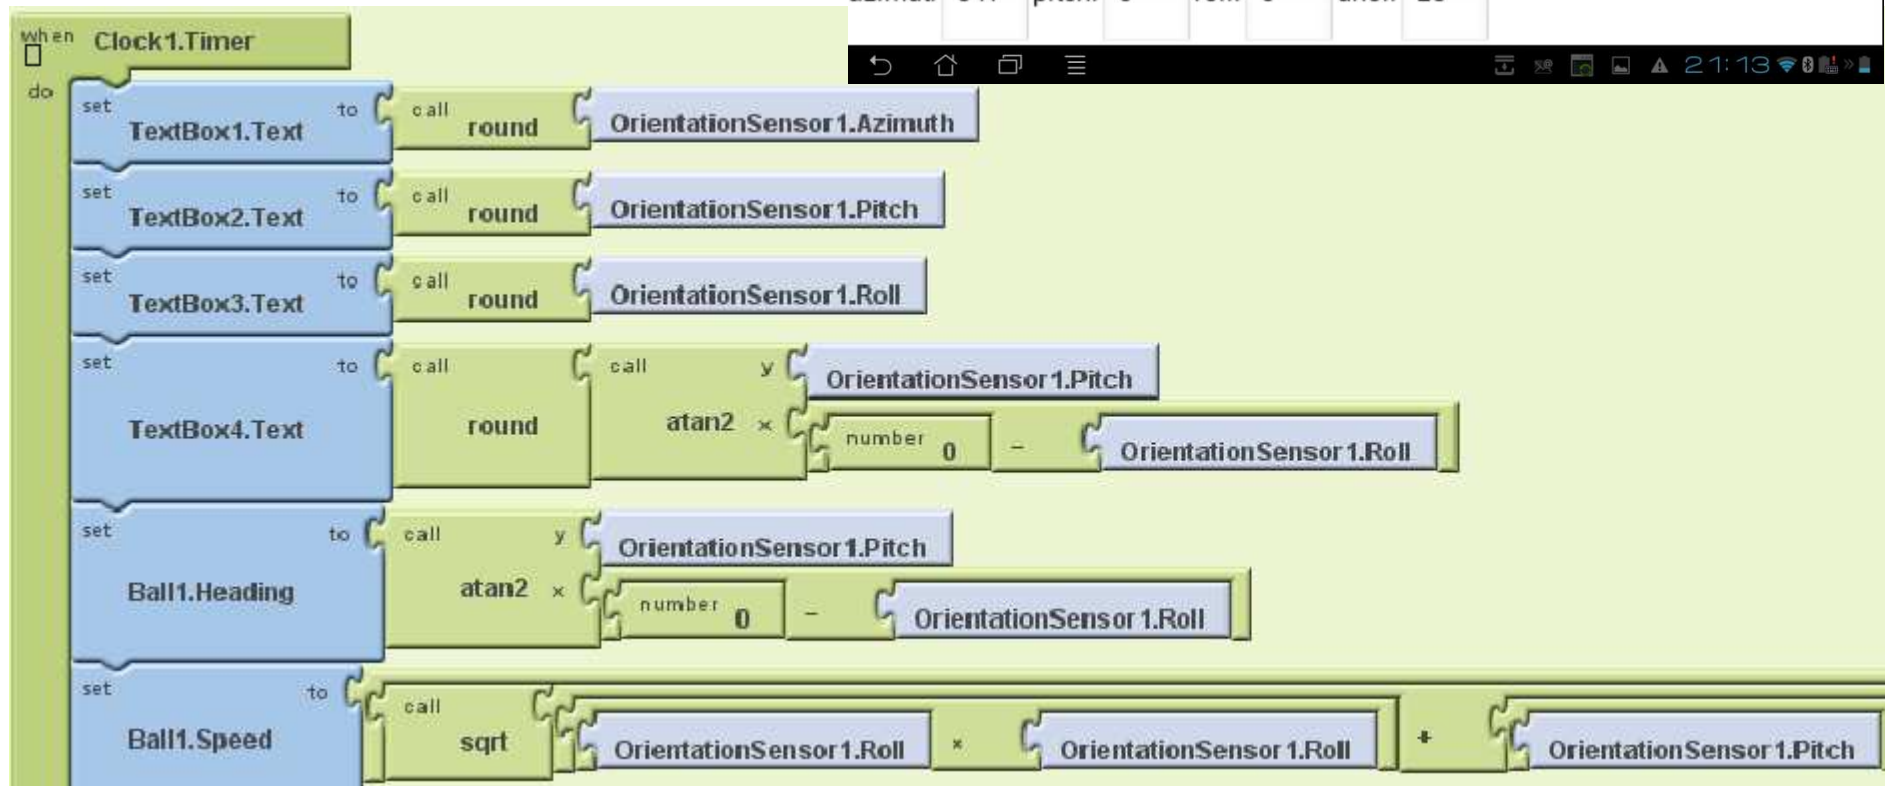 when Clock1.Timer
21:13
do
set TextBox1.Text to call round OrientationSensor1.Azimuth
set TextBox2.Text to call round OrientationSensor1.Pitch
set TextBox3.Text to call round OrientationSensor1.Roll
set TextBox4.Text to call round call atan2 y OrientationSensor1.Pitch
x number 0 - OrientationSensor1.Roll
set Ball1.Heading to call atan2 y OrientationSensor1.Pitch
x number 0 - OrientationSensor1.Roll
set Ball1.Speed to call sqrt OrientationSensor1.Roll × OrientationSensor1.Roll + OrientationSensor1.Pitch